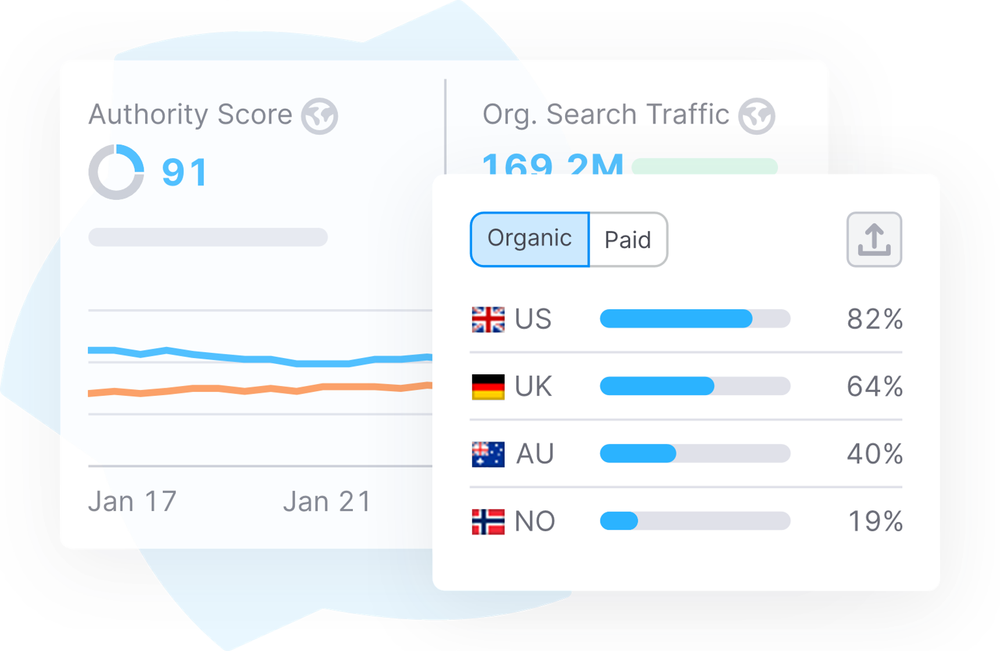 Authority Score
91
Org. Search Traffic
169.2M
Organic
Paid
US 82%
UK 64%
AU 40%
NO 19%
Jan 17
Jan 21